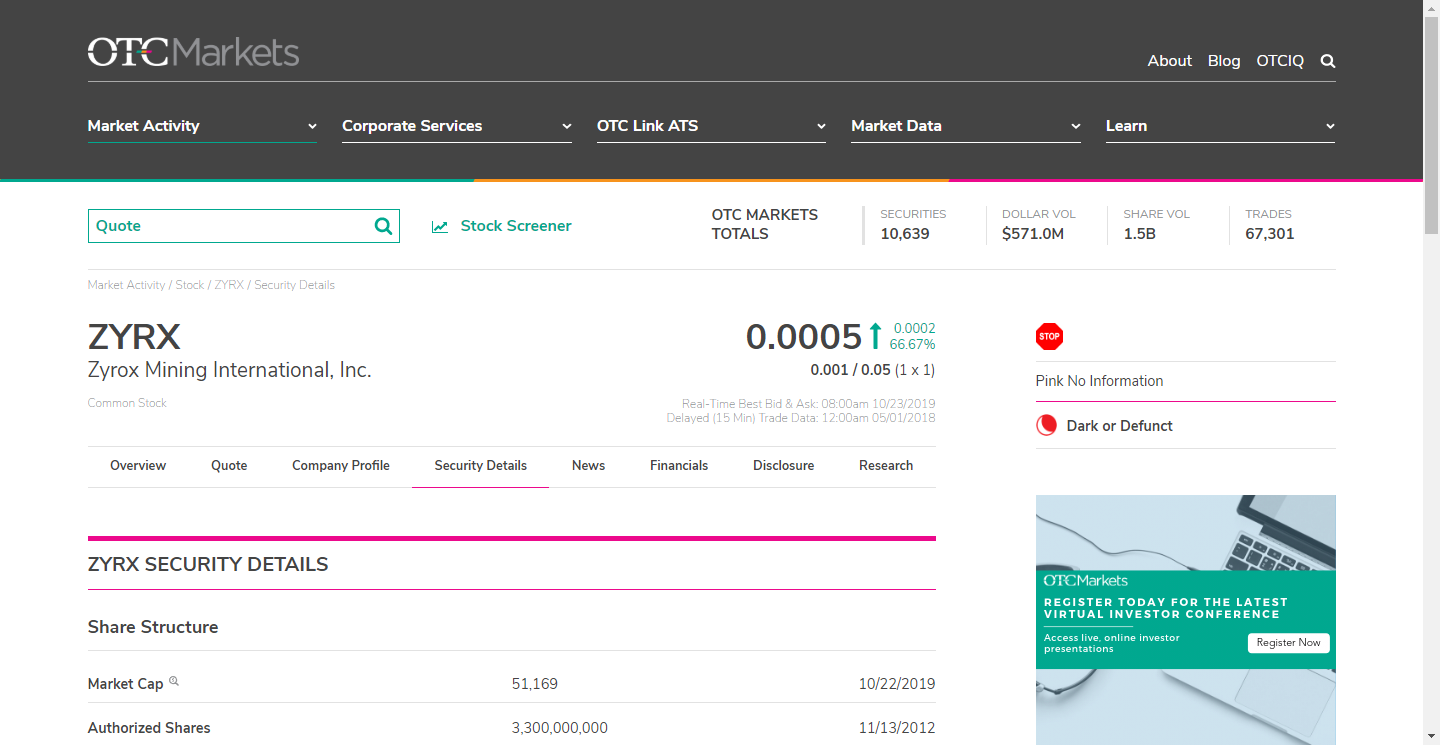 OTCMarkets
About Blog OTCIQ
Market Activity Corporate Services OTC Link ATS Market Data Learn
Quote
Stock Screener
OTC MARKETS
TOTALS
SECURITIES
10,639
DOLLAR VOL
$571.0M
SHARE VOL
1.5B
TRADES
67,301
Market Activity / Stock / ZYRX / Security Details
ZYRX
Zyrox Mining International, Inc.
Common Stock
0.0005
0.0002
66.67%
0.001 / 0.05 (1 x 1)
Real-Time Best Bid & Ask: 08:00am 10/23/2019
Delayed (15 Min) Trade Data: 12:00am 05/01/2018
STOP
Pink No Information
Dark or Defunct
Overview Quote Company Profile Security Details News Financials Disclosure Research
ZYRX SECURITY DETAILS
Share Structure
Market Cap 51,169 10/22/2019
Authorized Shares 3,300,000,000 11/13/2012
OTCMarkets
REGISTER TODAY FOR THE LATEST
VIRTUAL INVESTOR CONFERENCE
Access live, online investor
presentations
Register Now